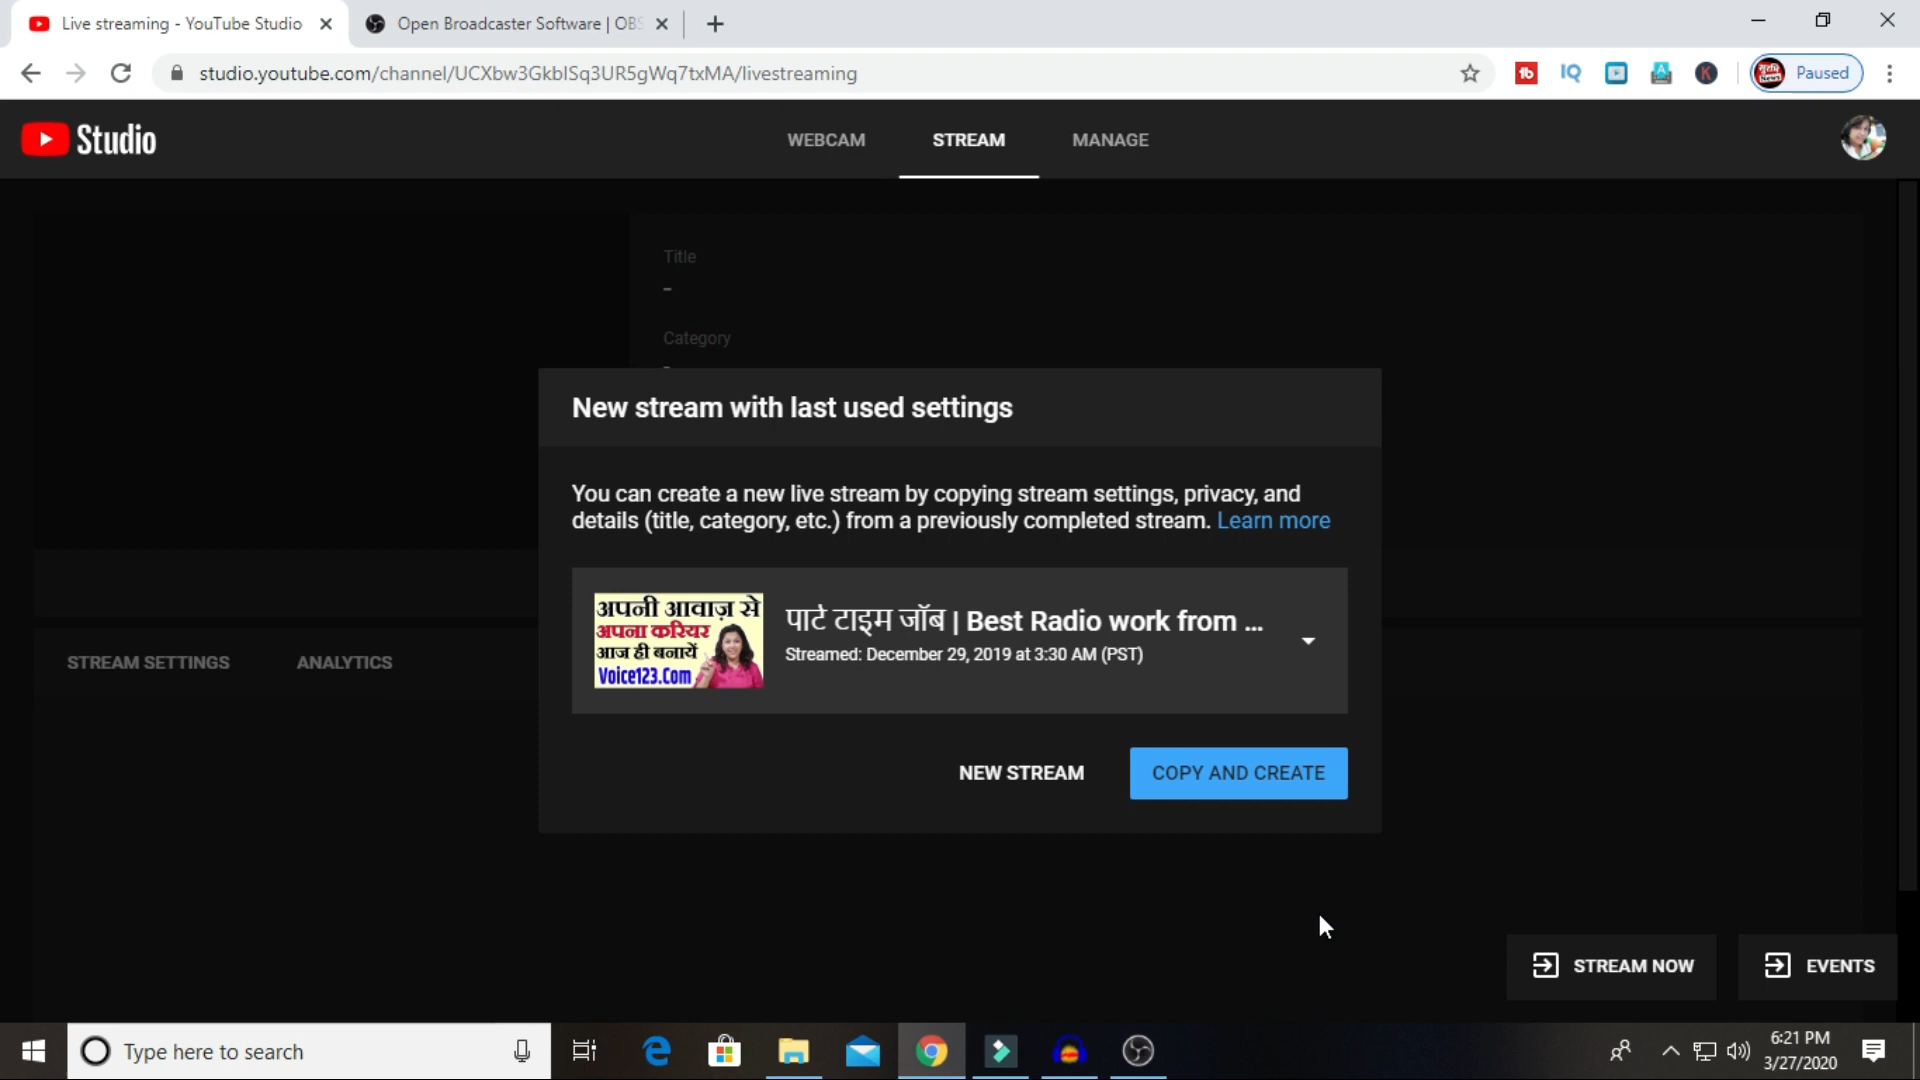 Live streaming - YouTube Studio
Open Broadcaster Software | OBS
studio.youtube.com/channel/UCXbw3GkblSq3UR5gWq7txMA/livestreaming
tb
IQ
K
Paused
Studio
WEBCAM
STREAM
MANAGE
Title
-
Category
-
New stream with last used settings
You can create a new live stream by copying stream settings, privacy, and
details (title, category, etc.) from a previously completed stream. Learn more
अपनी आवाज़ से
अपना करियर
आज ही बनायें
Voice123.Com
पार्ट टाइम जॉब | Best Radio work from ...
Streamed: December 29, 2019 at 3:30 AM (PST)
STREAM SETTINGS
ANALYTICS
NEW STREAM
COPY AND CREATE
STREAM NOW
EVENTS
Type here to search
6:21 PM
3/27/2020